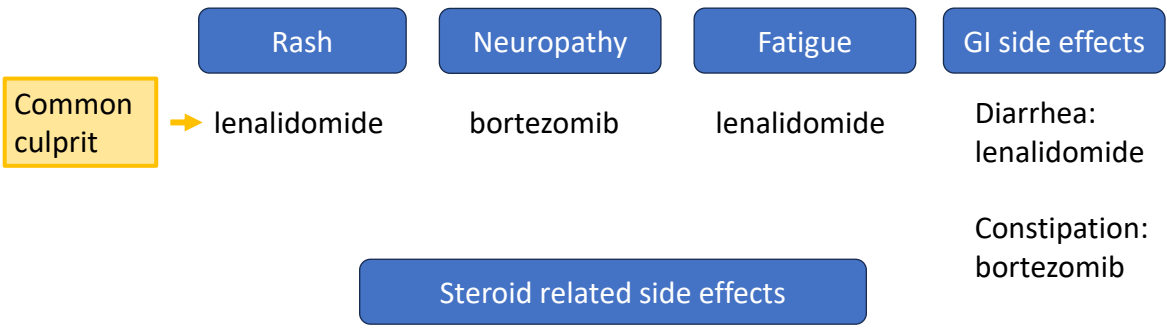 Rash
Neuropathy
Fatigue
GI side effects
Common
culprit
lenalidomide
bortezomib
lenalidomide
Diarrhea:
lenalidomide
Constipation:
bortezomib
Steroid related side effects